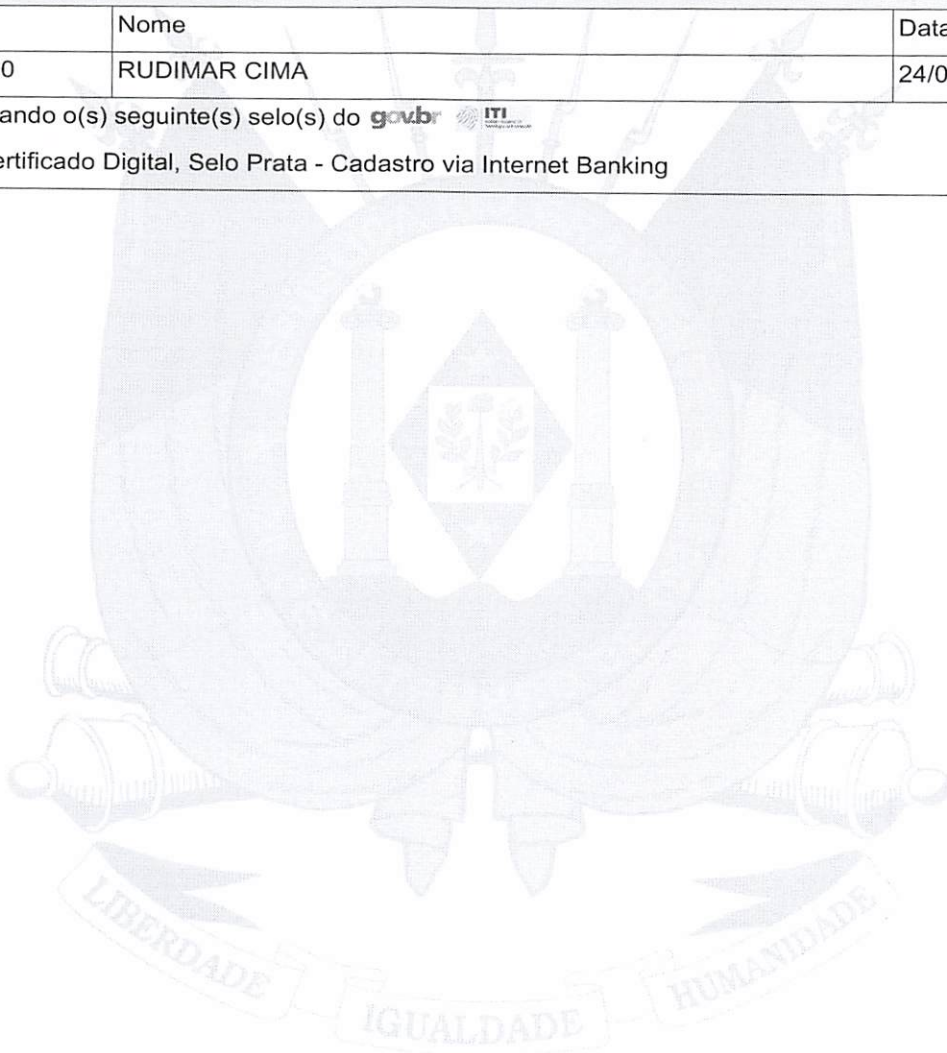 Nome Data
0 RUDIMAR CIMA 24/0
ando o(s) seguinte(s) selo(s) do gov.br ITI
ertificado Digital, Selo Prata - Cadastro via Internet Banking
LIBERDADE IGUALDADE HUMANIDADE